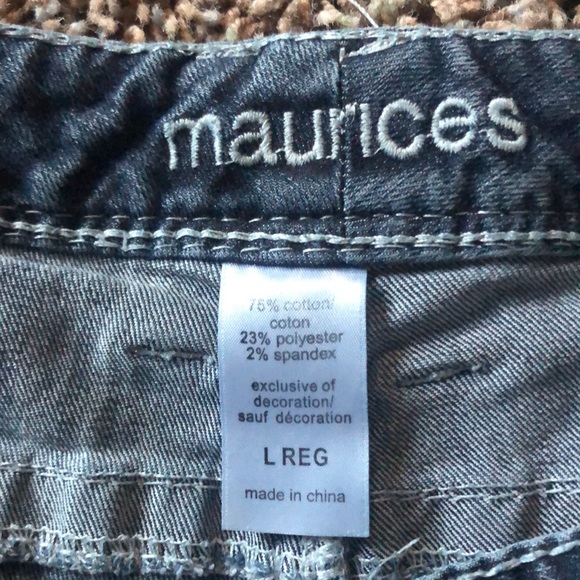 maurices
75% cotton/
coton
23% polyester
2% spandex
exclusive of
decoration/
sauf décoration
L REG
made in china